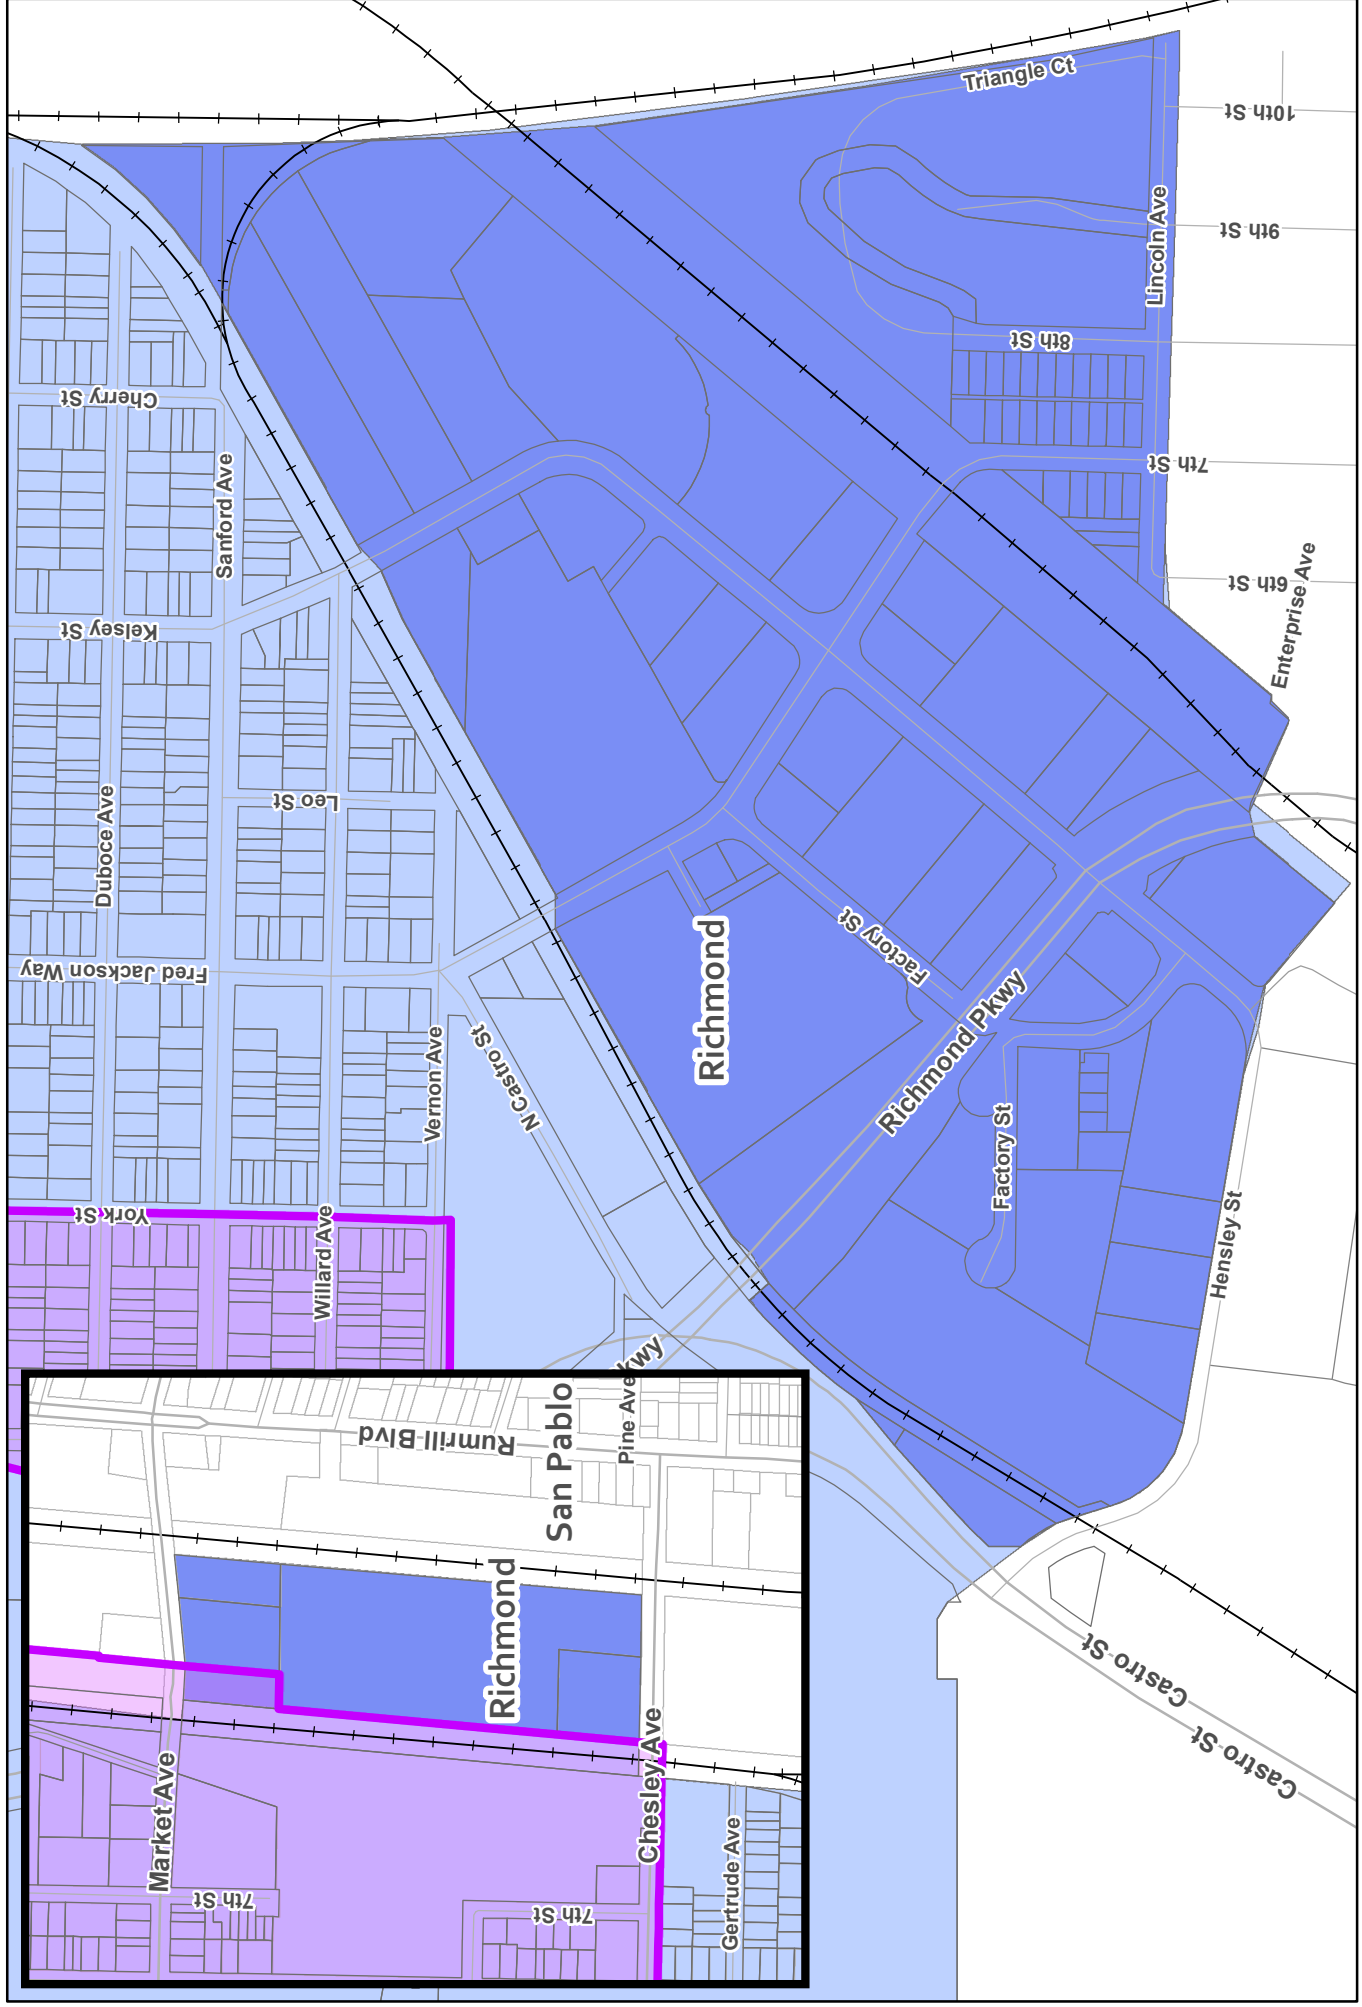 Triangle Ct
10th St
Lincoln Ave
9th St
8th St
Cherry St
Sanford Ave
7th St
6th St
Enterprise Ave
Kelsey St
Leo St
Duboce Ave
Factory St
Richmond
Fred Jackson Way
Richmond Pkwy
Vernon Ave
N Castro St
Factory St
York St
Willard Ave
Hensley St
kwy
Pine Ave
San Pablo
Rumrill Blvd
Richmond
Castro St
Castro St
Chesley Ave
Market Ave
Gertrude Ave
7th St
7th St